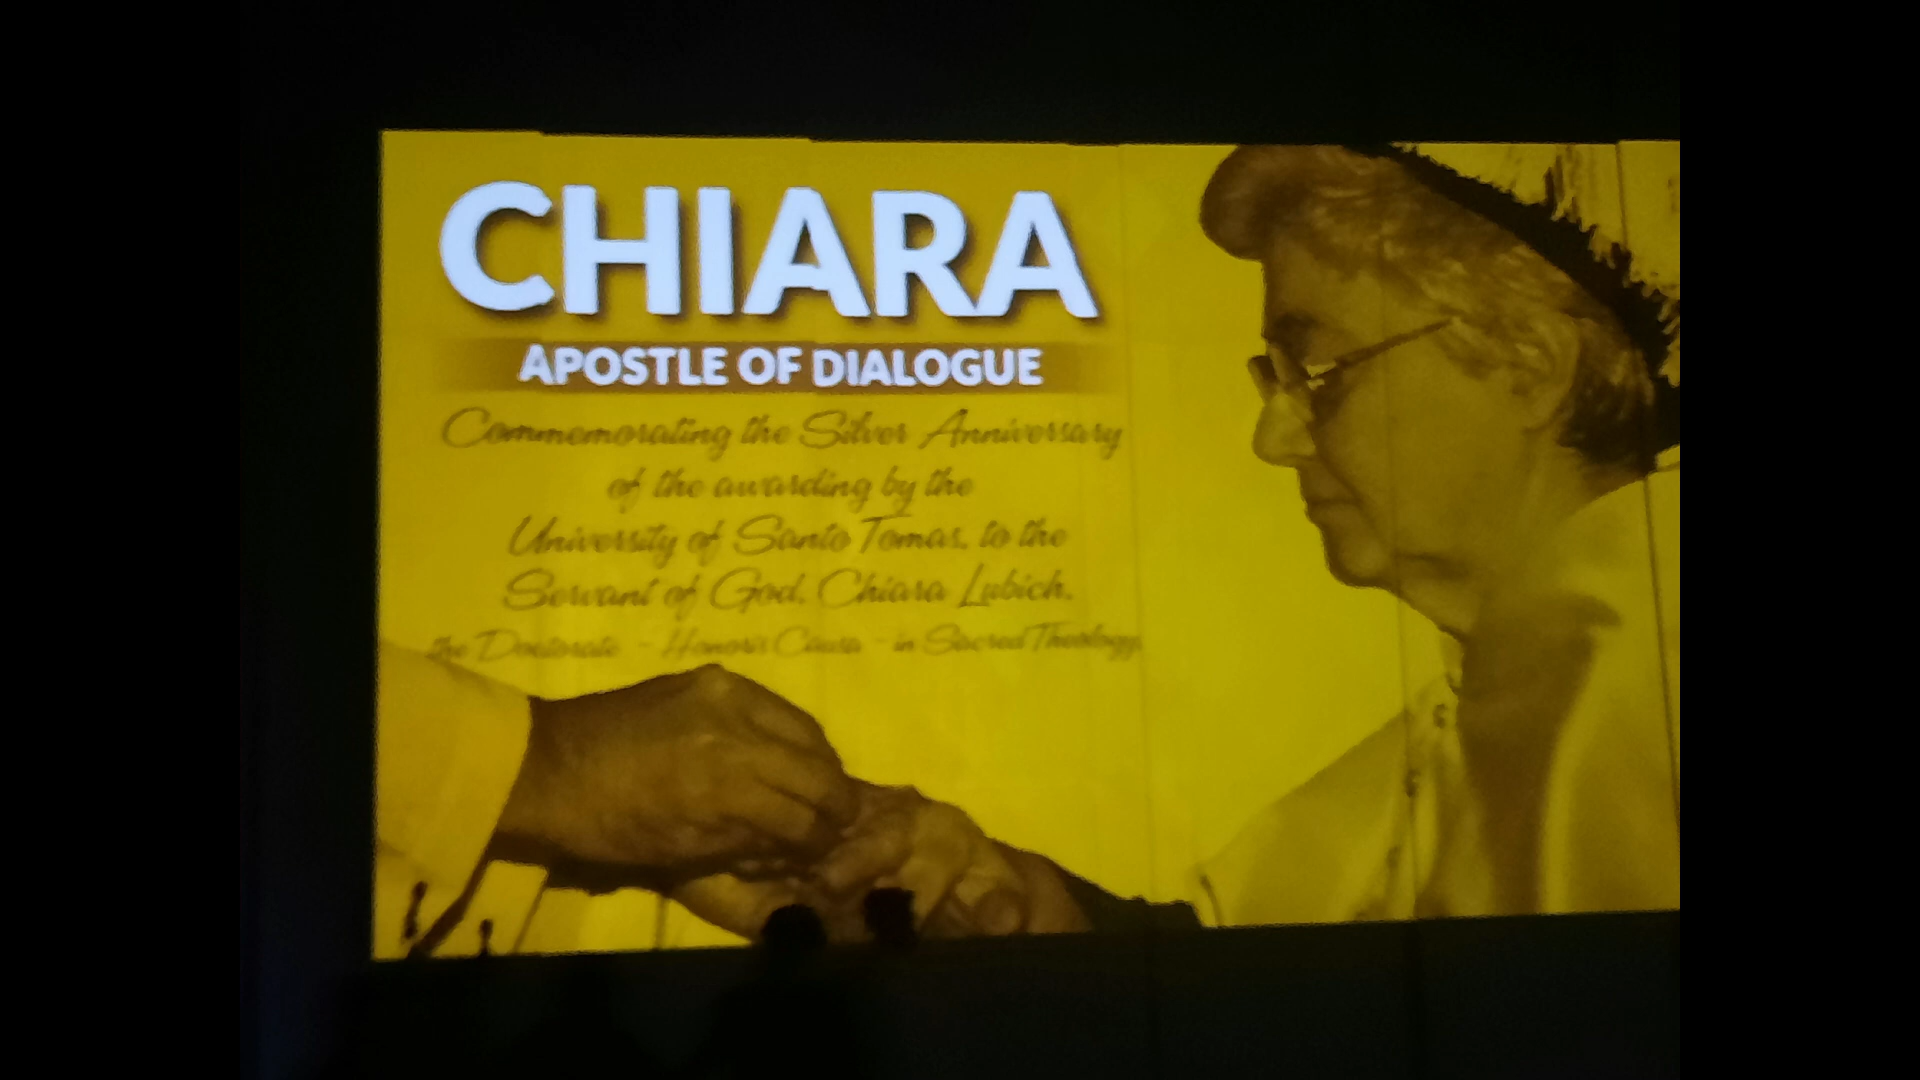 CHIARA
APOSTLE OF DIALOGUE
Commemorating the Silver Anniversary
of the awarding by the
University of Santo Tomas, to the
Servant of God, Chiara Lubich,
the Doctorate - Honoris Causa - in Sacred Theology.